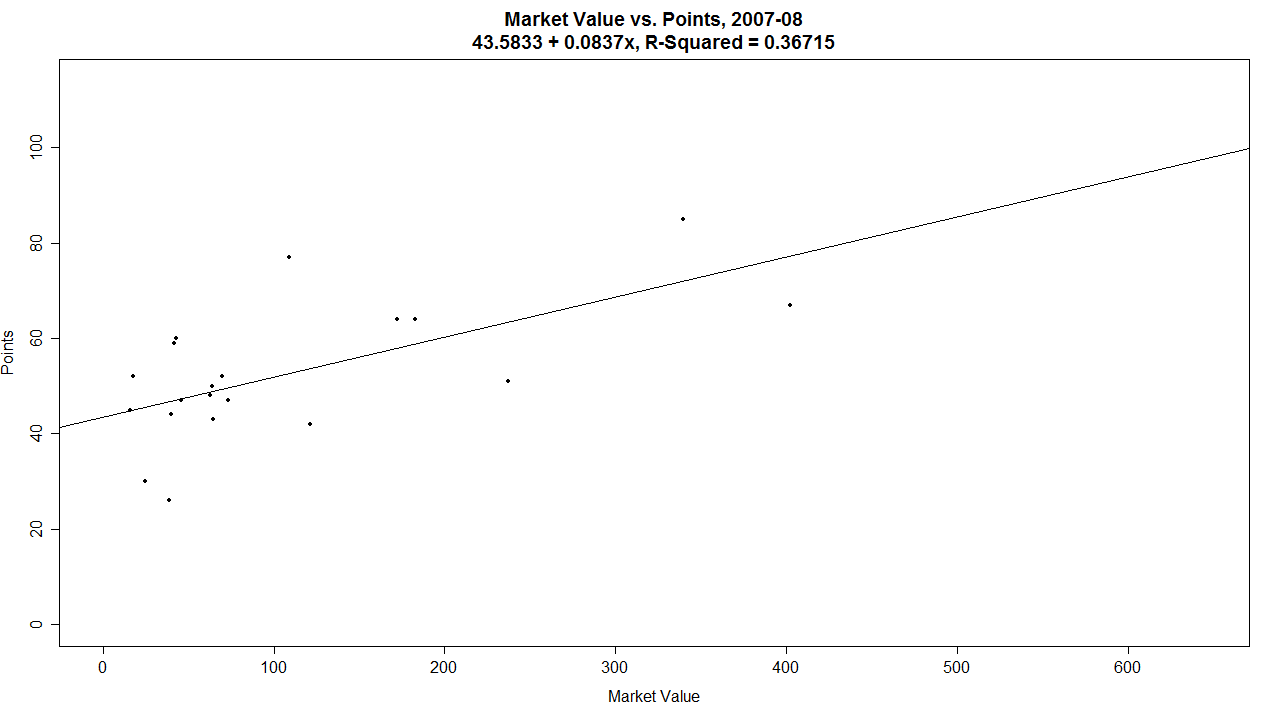 Market Value vs. Points, 2007-08
43.5833 + 0.0837x, R-Squared = 0.36715
Points
100
80
60
40
20
0
0 100 200 300 400 500 600
Market Value